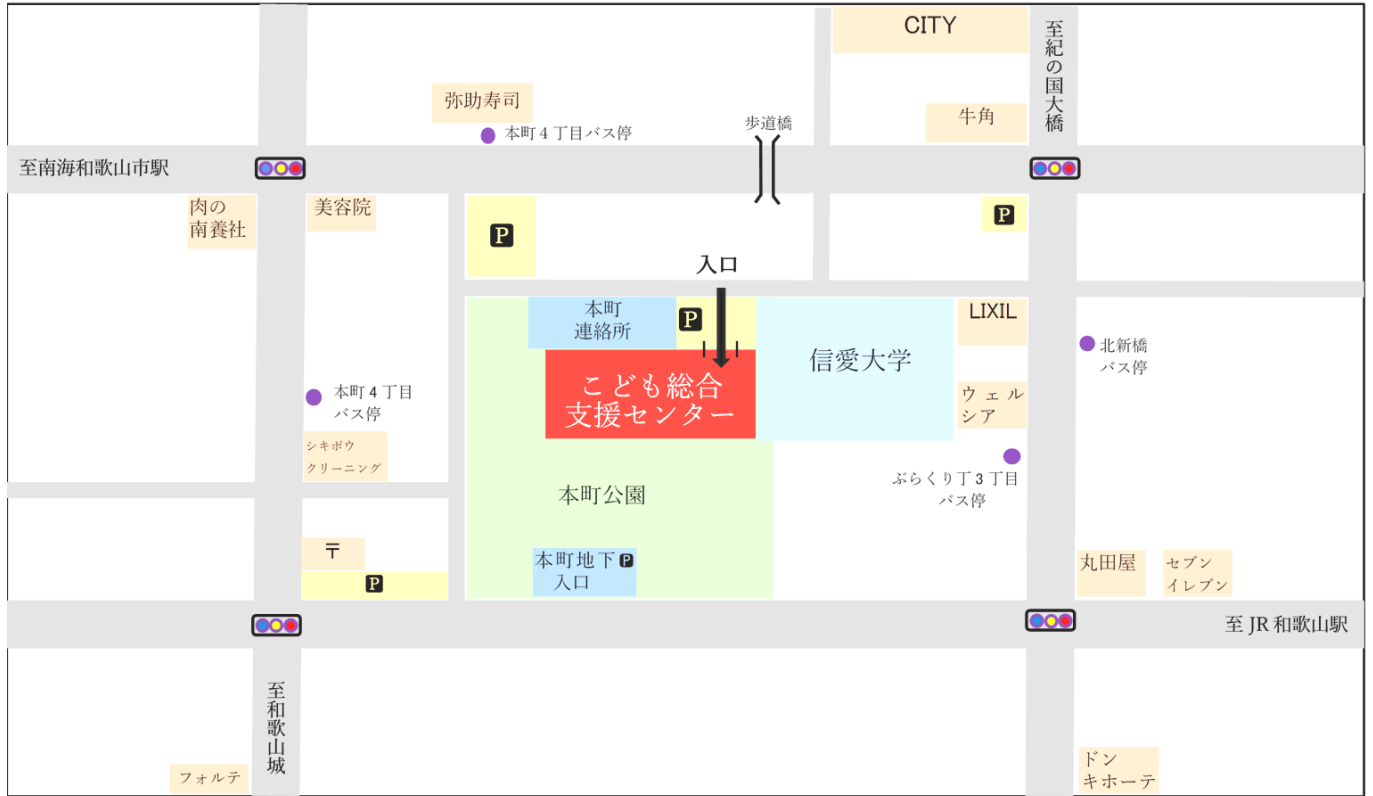 CITY
至紀の国大橋
弥助寿司
牛角
本町4丁目バス停
歩道橋
至南海和歌山市駅
肉の
南養社
美容院
P
P
入口
本町
連絡所
P
信愛大学
LIXIL
北新橋
バス停
こども総合
支援センター
ウェル
シア
本町4丁目
バス停
シキボウ
クリーニング
ぶらくり丁3丁目
バス停
本町公園
〒
P
本町地下P
入口
丸田屋
セブン
イレブン
至JR和歌山駅
至和歌山城
フォルテ
ドン
キホーテ